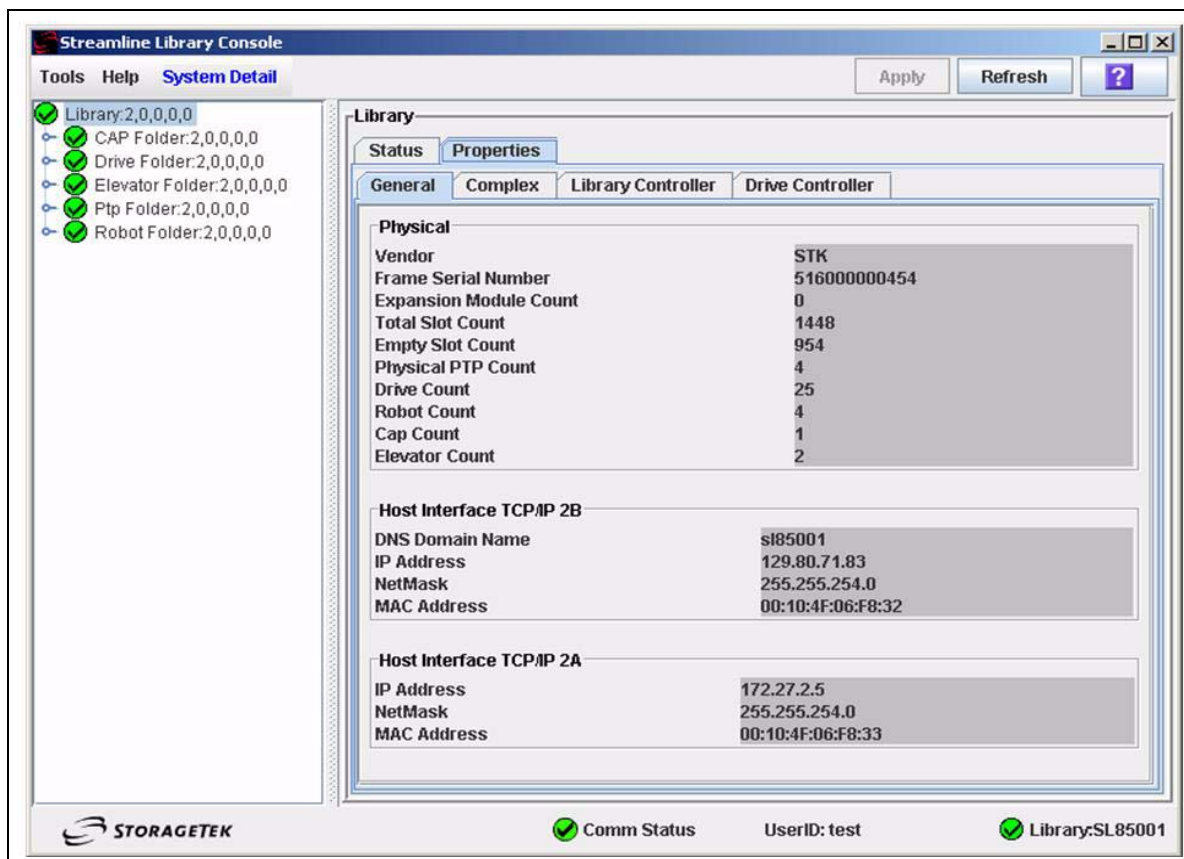 Streamline Library Console
Tools Help System Detail Apply Refresh ?
Library:2,0,0,0,0
CAP Folder:2,0,0,0,0
Drive Folder:2,0,0,0,0
Elevator Folder:2,0,0,0,0
Ptp Folder:2,0,0,0,0
Robot Folder:2,0,0,0,0
Library
Status Properties
General Complex Library Controller Drive Controller
Physical
Vendor STK
Frame Serial Number 516000000454
Expansion Module Count 0
Total Slot Count 1448
Empty Slot Count 954
Physical PTP Count 4
Drive Count 25
Robot Count 4
Cap Count 1
Elevator Count 2
Host Interface TCP/IP 2B
DNS Domain Name sl85001
IP Address 129.80.71.83
NetMask 255.255.254.0
MAC Address 00:10:4F:06:F8:32
Host Interface TCP/IP 2A
IP Address 172.27.2.5
NetMask 255.255.254.0
MAC Address 00:10:4F:06:F8:33
STORAGETEK Comm Status UserID: test Library:SL85001